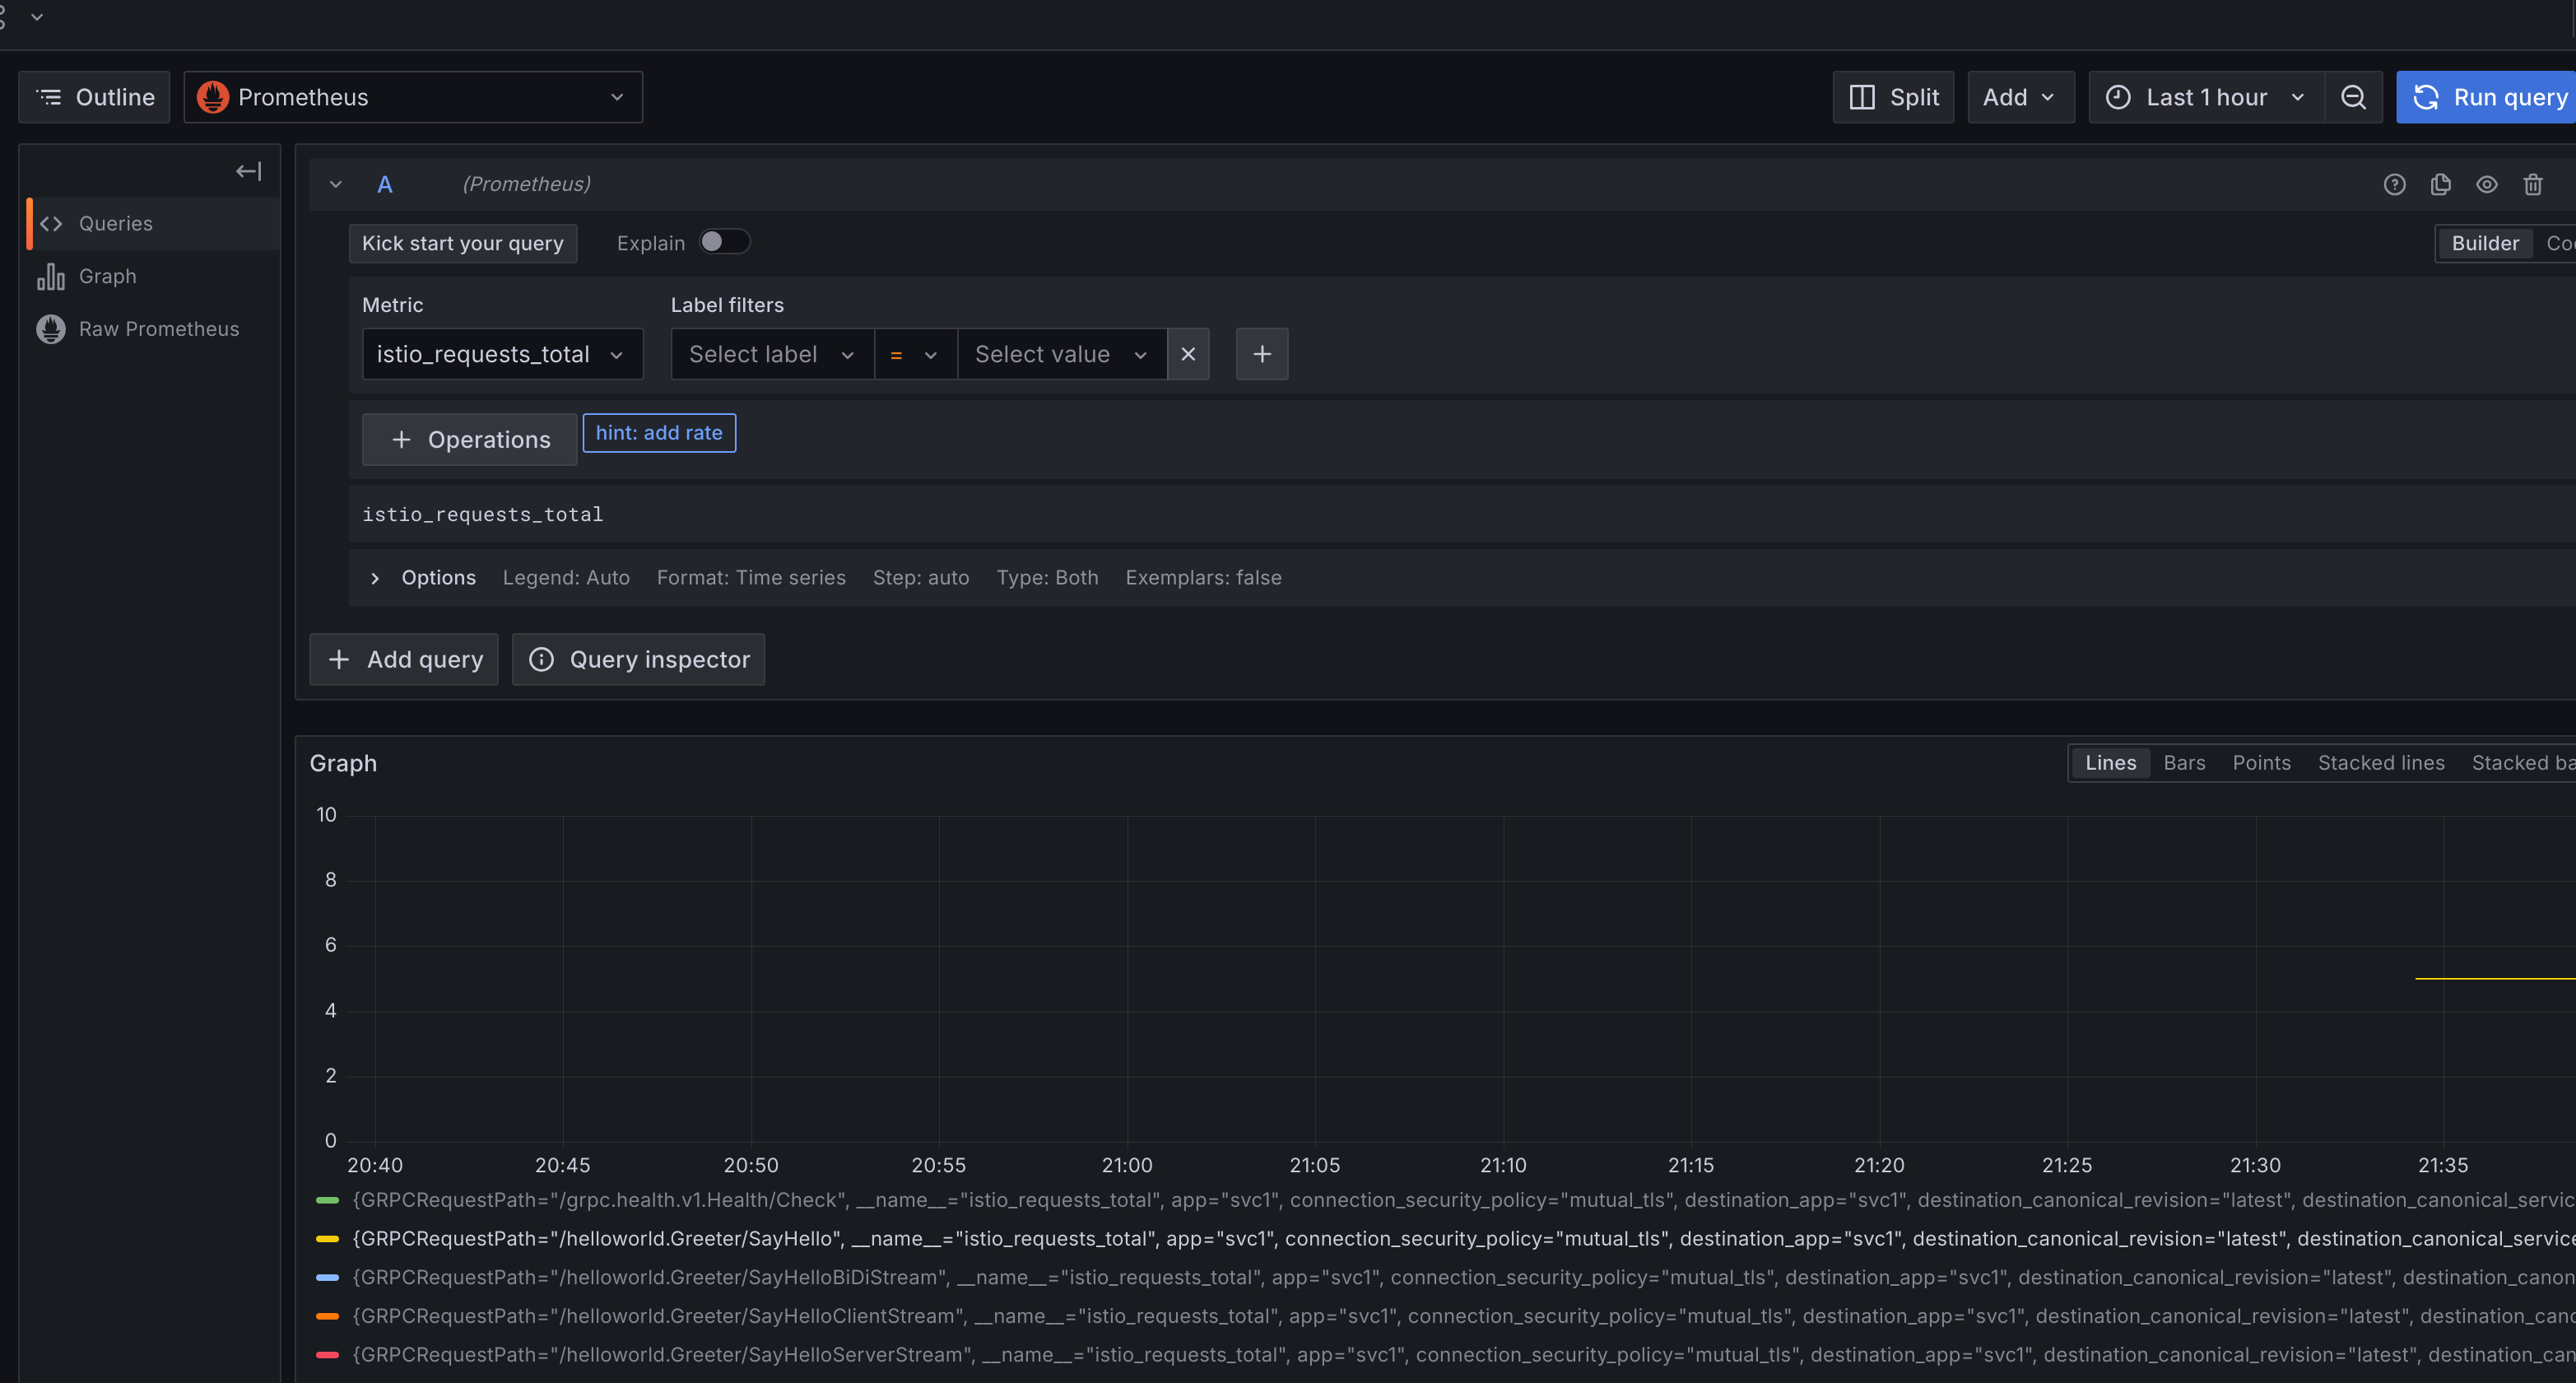 Outline Prometheus Split Add Last 1 hour Run query
A (Prometheus)
Queries
Kick start your query Explain Builder
Graph
Metric Label filters
Raw Prometheus
istio_requests_total Select label = Select value
+ Operations hint: add rate
istio_requests_total
Options Legend: Auto Format: Time series Step: auto Type: Both Exemplars: false
+ Add query Query inspector
Graph Lines Bars Points Stacked lines Stacked
10
8
6
4
2
0
20:40 20:45 20:50 20:55 21:00 21:05 21:10 21:15 21:20 21:25 21:30 21:35
{GRPCRequestPath="/grpc.health.v1.Health/Check", __name__="istio_requests_total", app="svc1", connection_security_policy="mutual_tls", destination_app="svc1", destination_canonical_revision="latest", destination_canonical_servic
{GRPCRequestPath="/helloworld.Greeter/SayHello", __name__="istio_requests_total", app="svc1", connection_security_policy="mutual_tls", destination_app="svc1", destination_canonical_revision="latest", destination_canonical_service
{GRPCRequestPath="/helloworld.Greeter/SayHelloBiDiStream", __name__="istio_requests_total", app="svc1", connection_security_policy="mutual_tls", destination_app="svc1", destination_canonical_revision="latest", destination_canon
{GRPCRequestPath="/helloworld.Greeter/SayHelloClientStream", __name__="istio_requests_total", app="svc1", connection_security_policy="mutual_tls", destination_app="svc1", destination_canonical_revision="latest", destination_cano
{GRPCRequestPath="/helloworld.Greeter/SayHelloServerStream", __name__="istio_requests_total", app="svc1", connection_security_policy="mutual_tls", destination_app="svc1", destination_canonical_revision="latest", destination_can